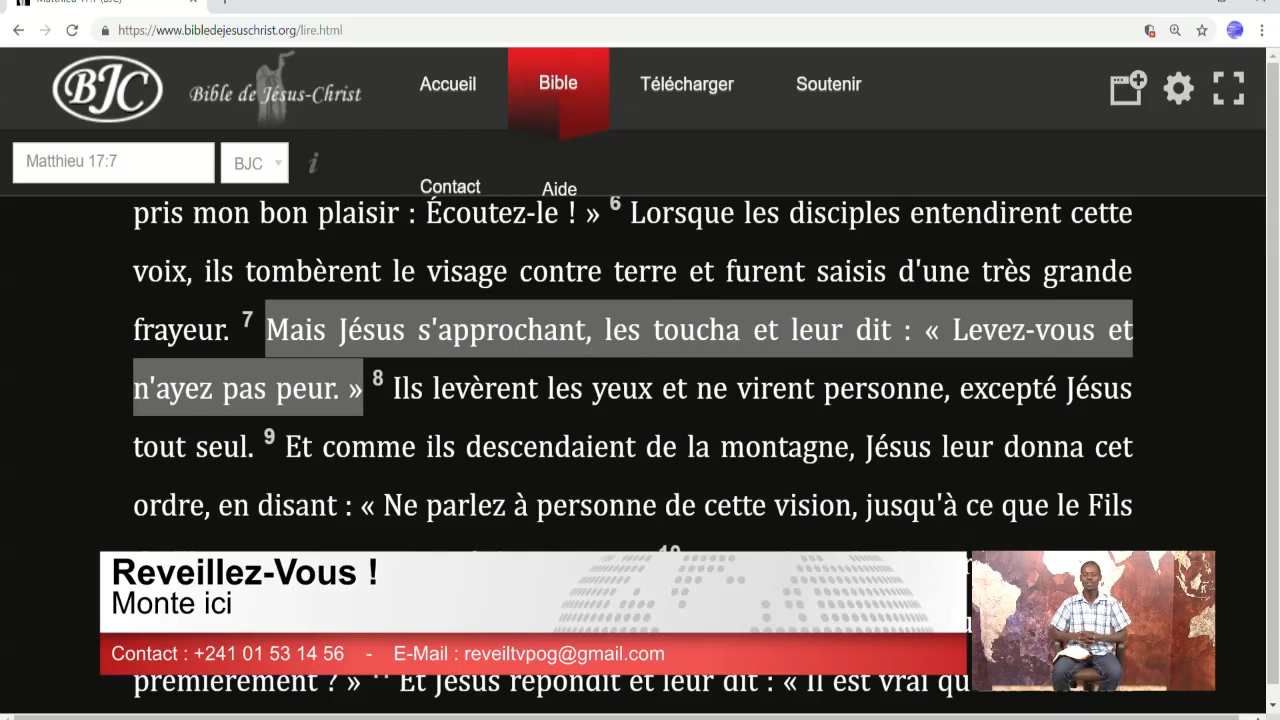 Matthieu 17:7 (BJC)
https://www.bibledejesuschrist.org/lire.html
BJC
Bible de Jésus-Christ
Accueil
Bible
Télécharger
Soutenir
Matthieu 17:7
BJC
i
Contact
Aide
pris mon bon plaisir : Écoutez-le ! » 6 Lorsque les disciples entendirent cette
voix, ils tombèrent le visage contre terre et furent saisis d'une très grande
frayeur. 7 Mais Jésus s'approchant, les toucha et leur dit : « Levez-vous et
n'ayez pas peur. » 8 Ils levèrent les yeux et ne virent personne, excepté Jésus
tout seul. 9 Et comme ils descendaient de la montagne, Jésus leur donna cet
ordre, en disant : « Ne parlez à personne de cette vision, jusqu'à ce que le Fils
Reveillez-Vous !
Monte ici
Contact : +241 01 53 14 56 - E-Mail : reveiltvpog@gmail.com
premièrement ? » 11 Et Jésus répondit et leur dit : « Il est vrai qu